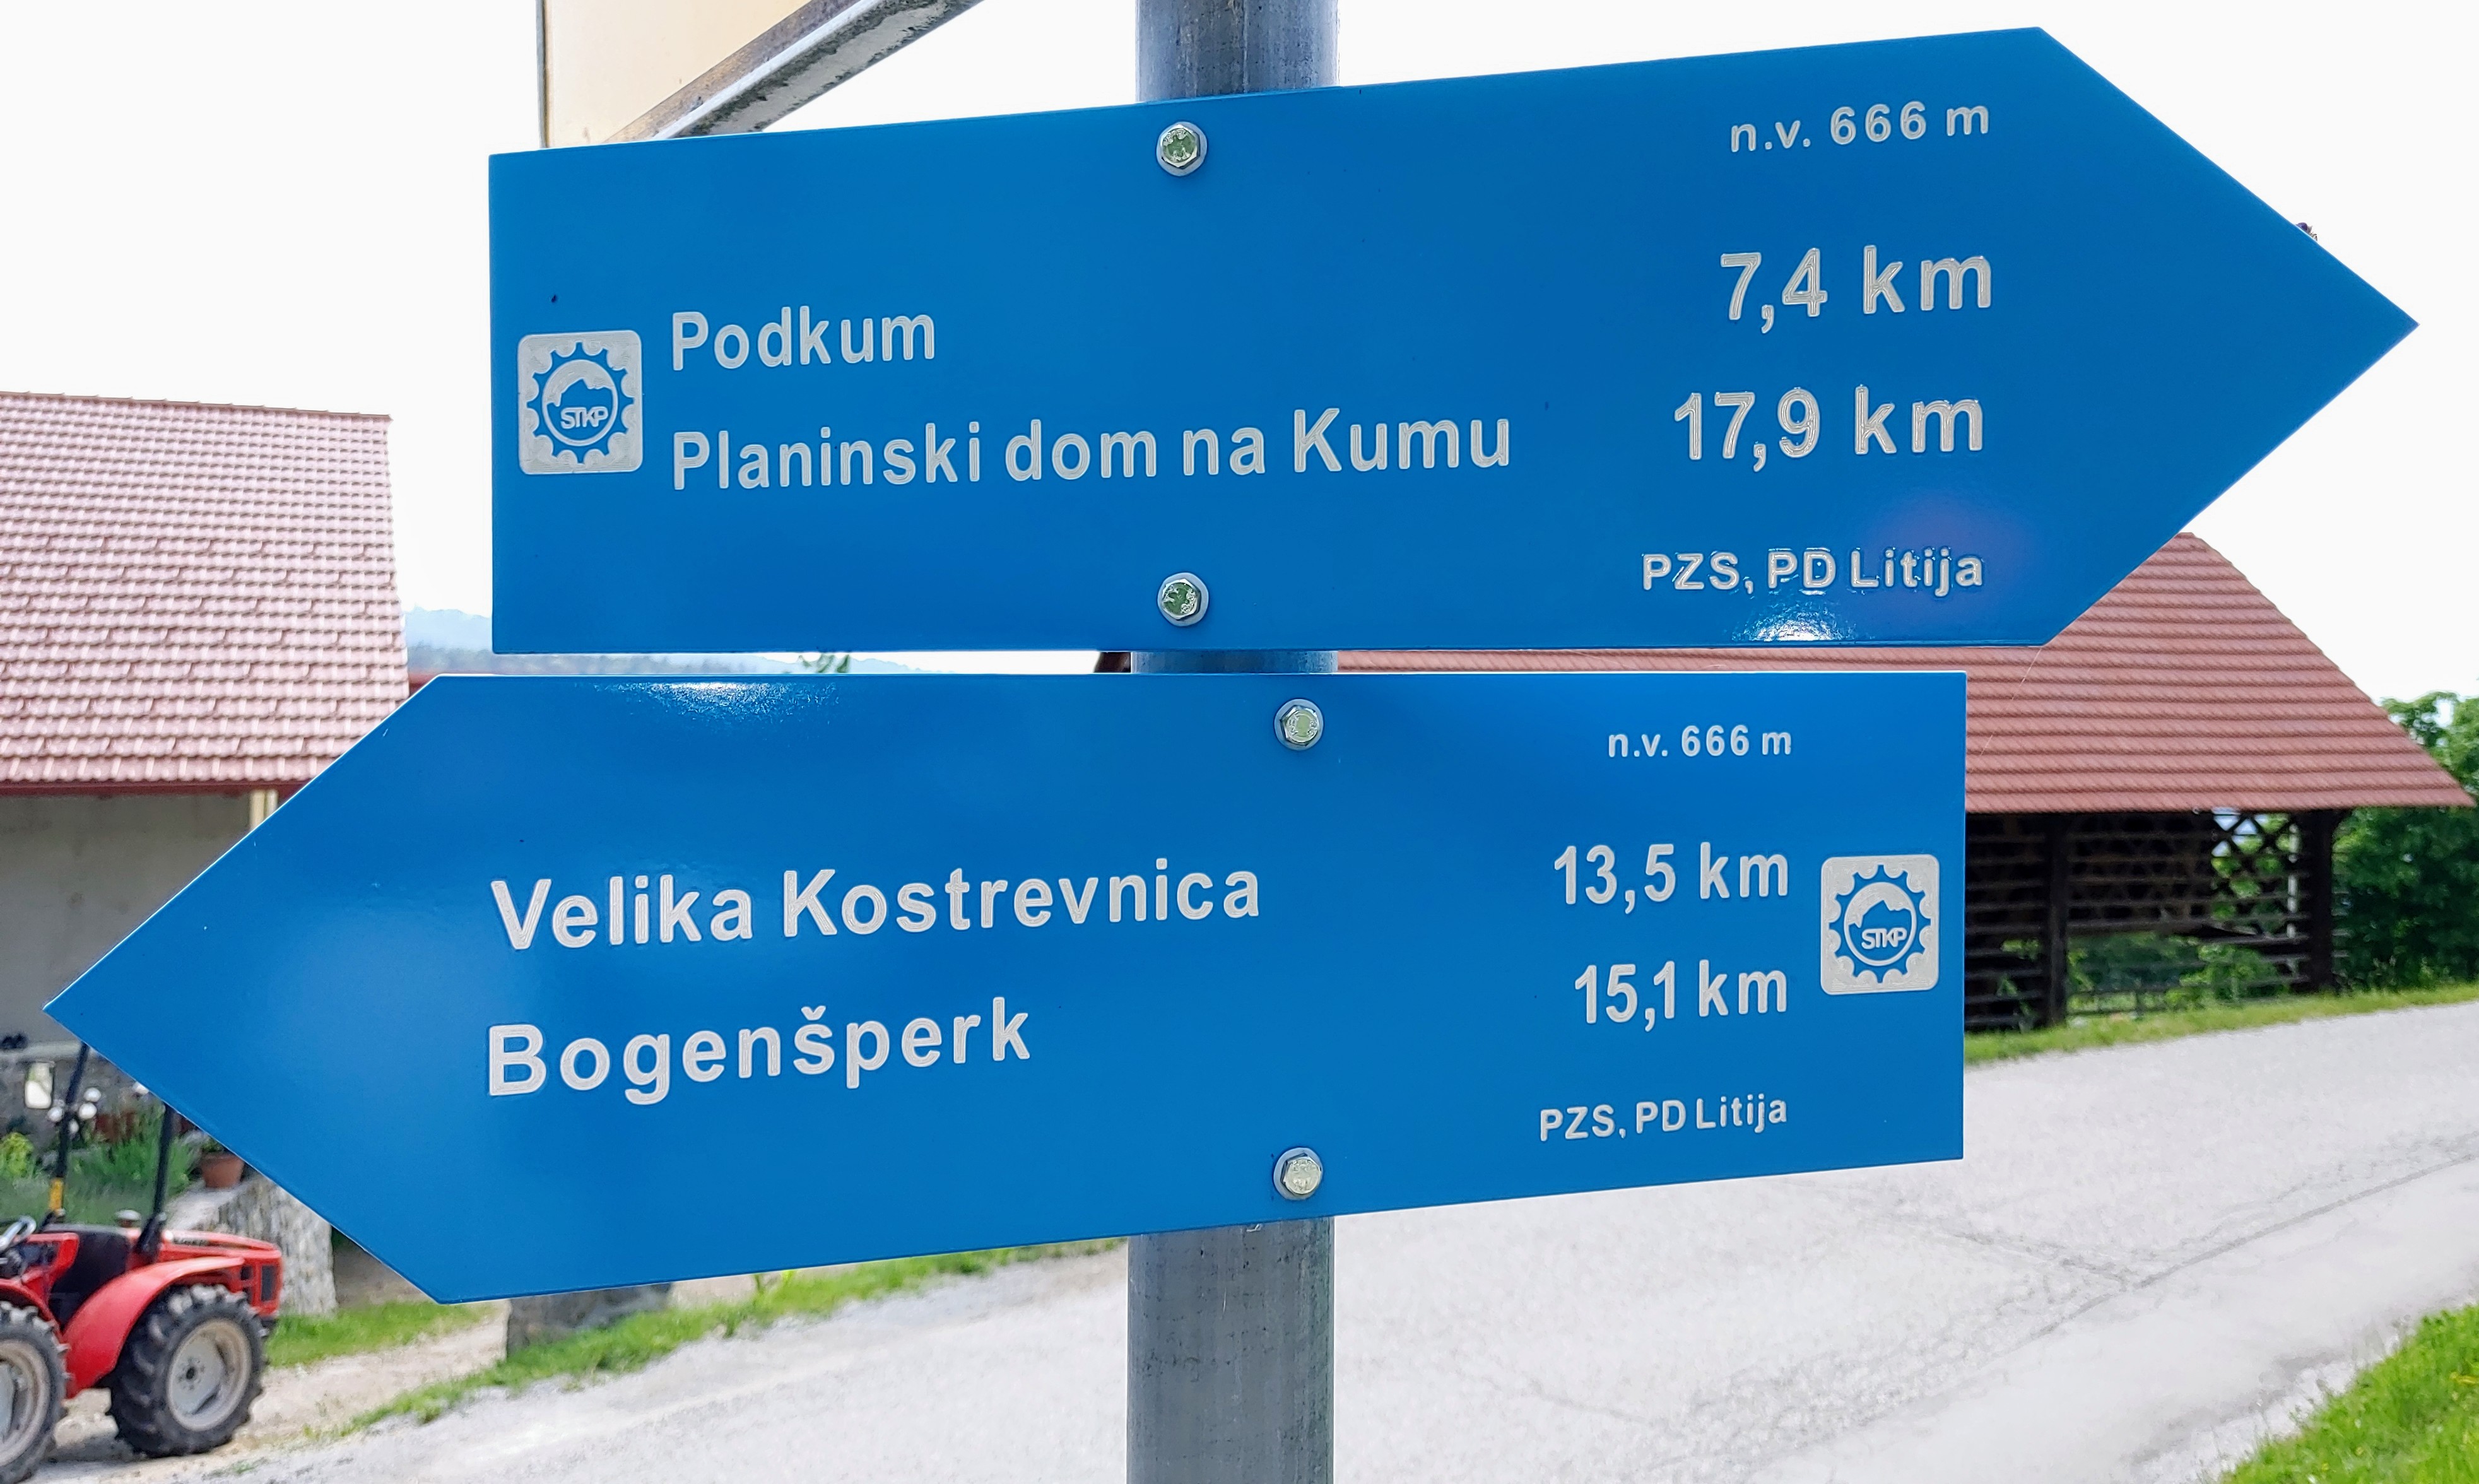 n.v. 666 m
7,4 km
STKP
Podkum
Planinski dom na Kumu
17,9 km
PZS, PD Litija
n.v. 666 m
Velika Kostrevnica
13,5 km
STKP
Bogenšperk
15,1 km
PZS, PD Litija